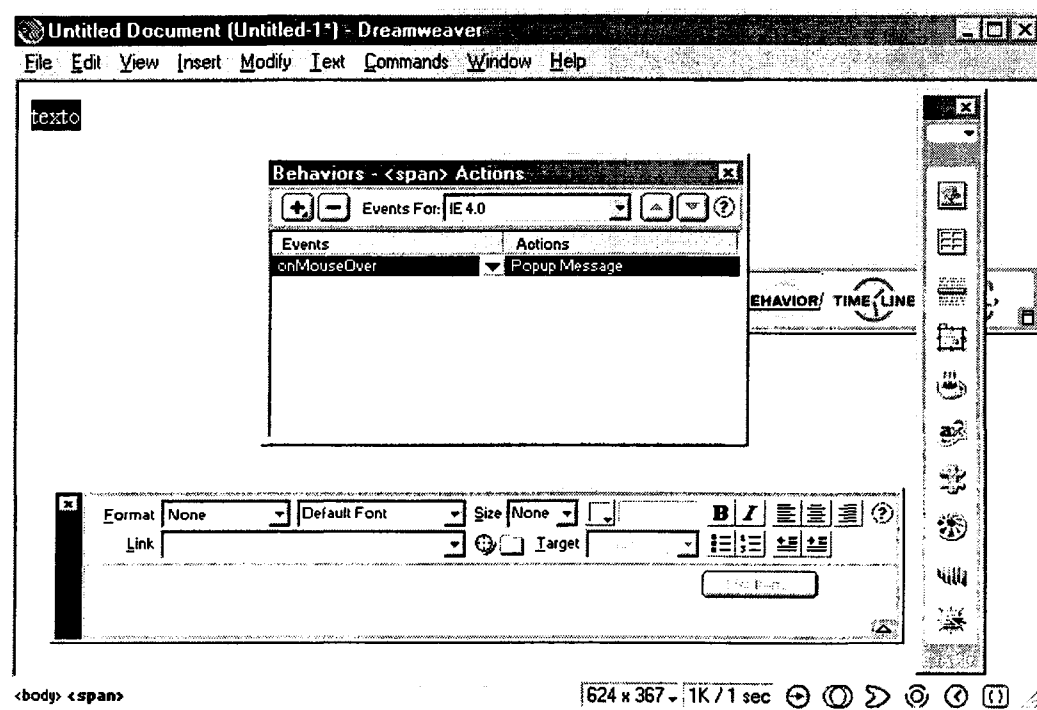 Untitled Document (Untitled-1*) - Dreamweaver
File Edit View Insert Modify Text Commands Window Help
texto
Behaviors - <span> Actions
Events For: IE 4.0
Events Actions
onMouseOver Popup Message
EHAVIOR TIME LINE
Format None Default Font Size None B I
Link Target
<body> <span> 624 x 367 1K / 1 sec